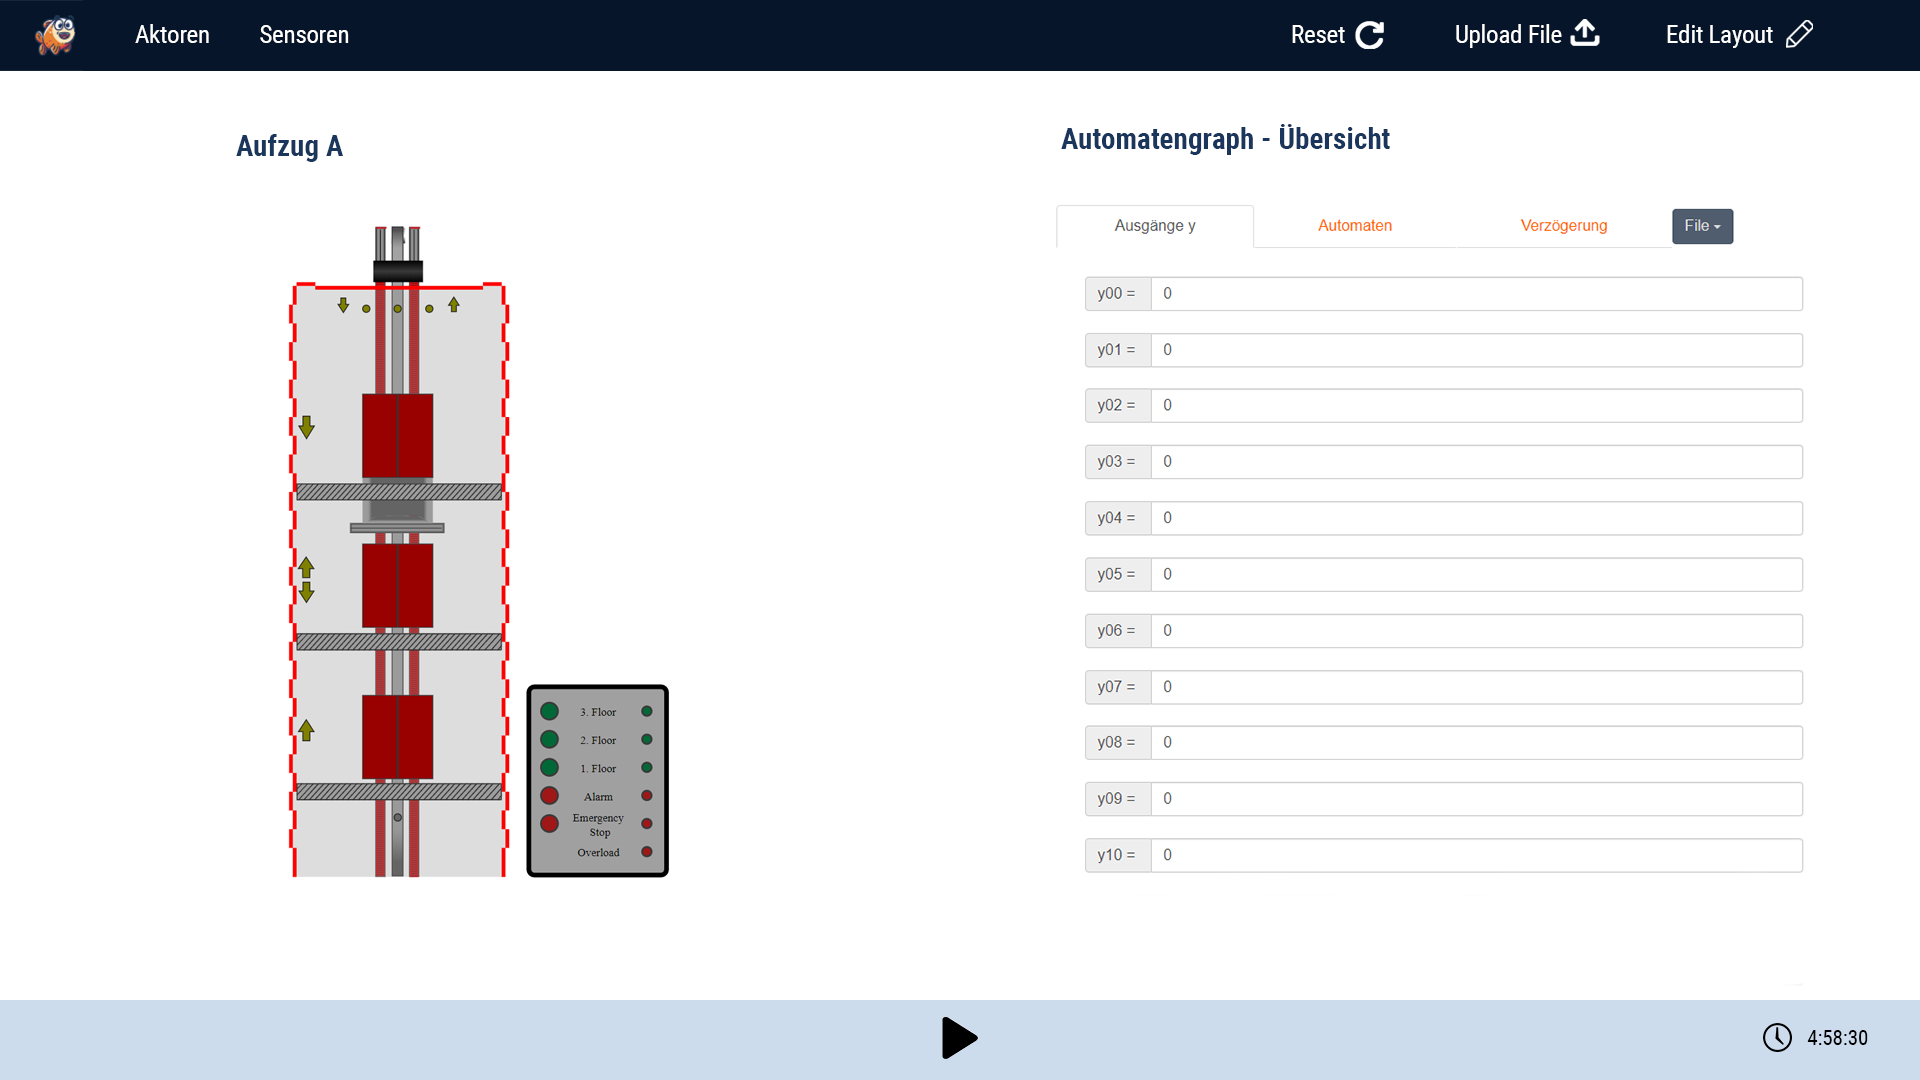 Aktoren
Sensoren
Reset
Upload File
Edit Layout
Aufzug A
3. Floor
2. Floor
1. Floor
Alarm
Emergency
Stop
Overload
Automatengraph - Übersicht
Ausgänge y
Automaten
Verzögerung
File
y00 = 0
y01 = 0
y02 = 0
y03 = 0
y04 = 0
y05 = 0
y06 = 0
y07 = 0
y08 = 0
y09 = 0
y10 = 0
4:58:30